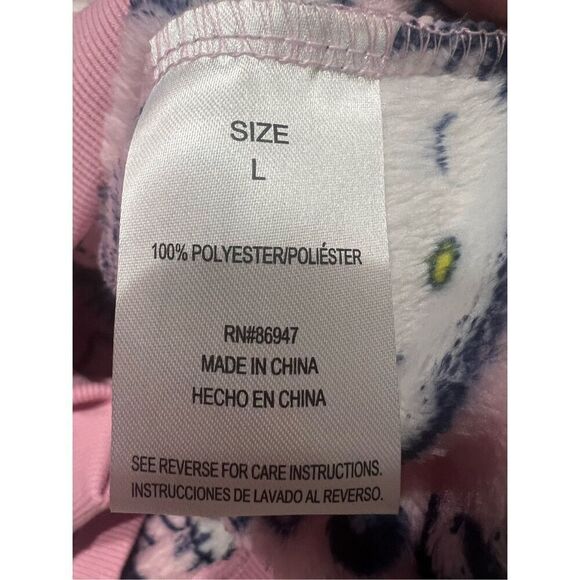 SIZE
L
100% POLYESTER/POLIÉSTER
RN#86947
MADE IN CHINA
HECHO EN CHINA
SEE REVERSE FOR CARE INSTRUCTIONS.
INSTRUCCIONES DE LAVADO AL REVERSO.